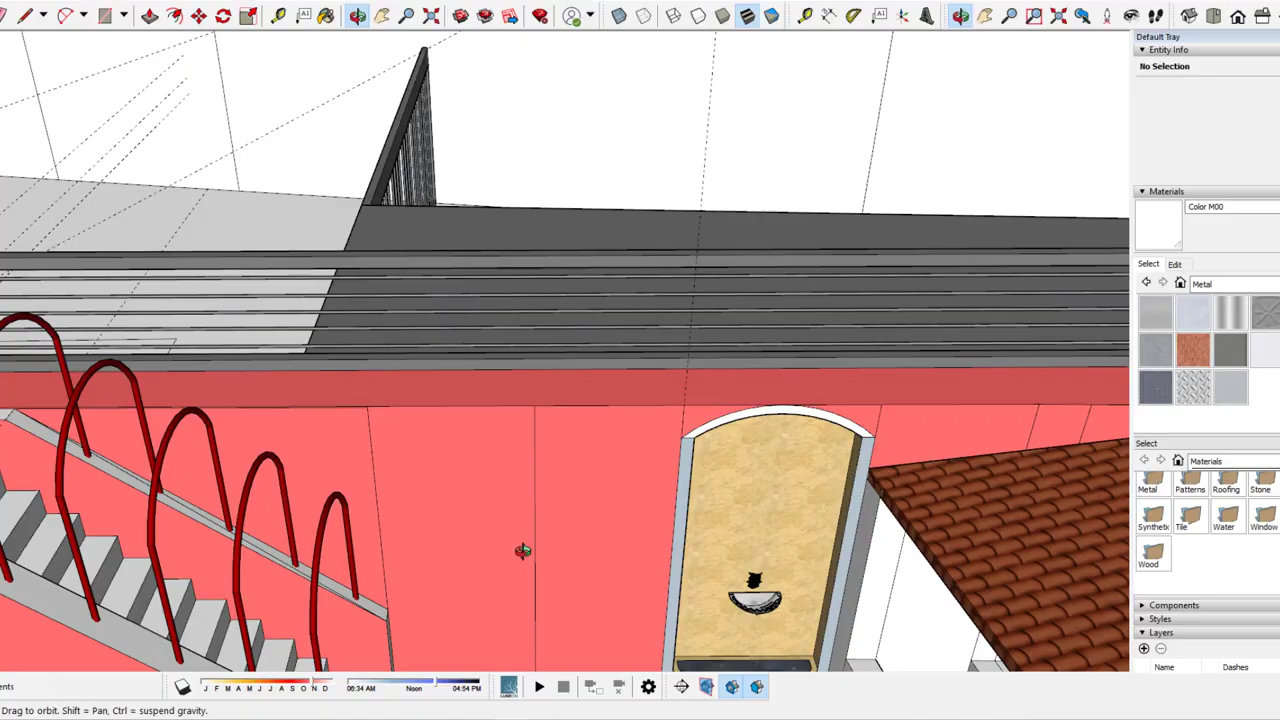 Default Tray
Entity Info
No Selection
Materials
Color M00
Select Edit
Metal
Select
Materials
Metal Patterns Roofing Stone
Synthetic Tile Water Window
Wood
Components
Styles
Layers
Name Dashes
ents
J F M A M J J A S O N D
06:34 AM Noon 04:54 PM
Drag to orbit. Shift = Pan, Ctrl = suspend gravity.